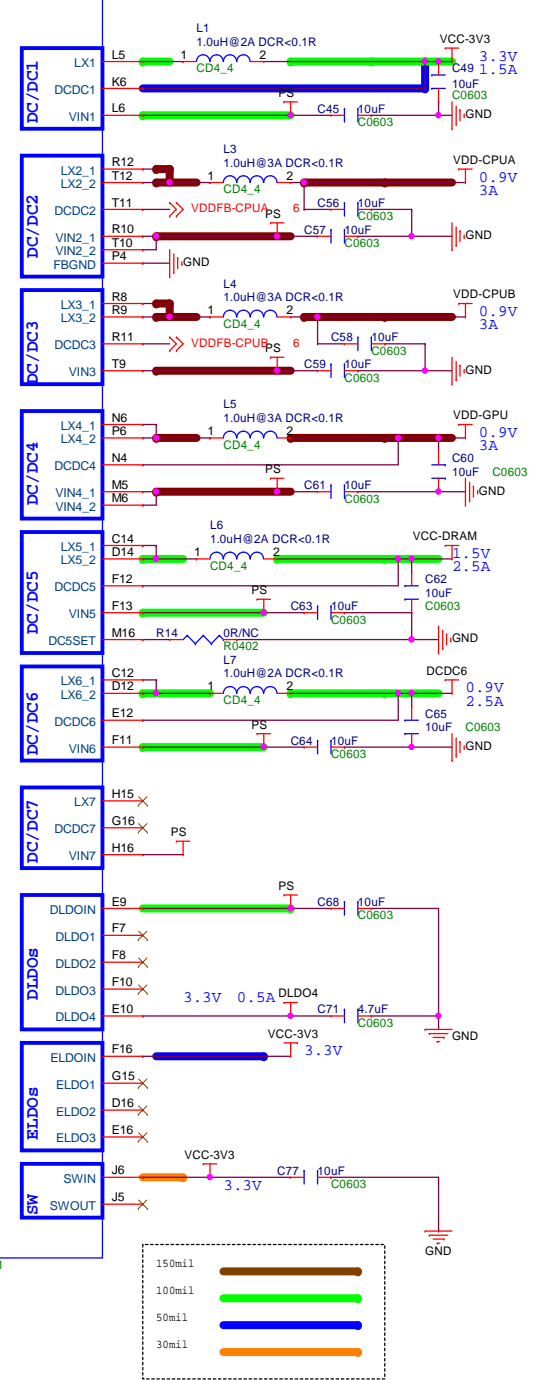 L1
1.0uH@2A DCR<0.1R
VCC-3V3
DC/DC1
LX1 L5 1 2 3.3V
CD4_4 C49 1.5A
DCDC1 K6 10uF
PS C0603
VIN1 L6 C45 10uF GND
C0603
L3
1.0uH@3A DCR<0.1R
VDD-CPUA
DC/DC2
LX2_1 R12
LX2_2 T12 1 2 0.9V
CD4_4 3A
DCDC2 T11 VDDFB-CPUA 6 C56 10uF
PS C0603
VIN2_1 R10 C57 10uF GND
VIN2_2 T10 C0603
FBGND P4 GND
L4
1.0uH@3A DCR<0.1R
VDD-CPUB
DC/DC3
LX3_1 R8
LX3_2 R9 1 2 0.9V
CD4_4 3A
DCDC3 R11 VDDFB-CPUB 6 C58 10uF
PS C0603
VIN3 T9 C59 10uF GND
C0603
L5
1.0uH@3A DCR<0.1R
VDD-GPU
DC/DC4
LX4_1 N6
LX4_2 P6 1 2 0.9V
CD4_4 3A
DCDC4 N4 C60
PS 10uF C0603
VIN4_1 M5 C61 10uF GND
VIN4_2 M6 C0603
L6
1.0uH@2A DCR<0.1R
VCC-DRAM
DC/DC5
LX5_1 C14
LX5_2 D14 1 2 1.5V
CD4_4 2.5A
DCDC5 F12 C62
PS 10uF
VIN5 F13 C63 10uF C0603
C0603
DC5SET M16 R14 0R/NC GND
R0402
L7
1.0uH@2A DCR<0.1R
DCDC6
DC/DC6
LX6_1 C12
LX6_2 D12 1 2 0.9V
CD4_4 2.5A
DCDC6 E12 C65
PS 10uF C0603
VIN6 F11 C64 10uF GND
C0603
DC/DC7
LX7 H15
DCDC7 G16
VIN7 H16 PS
DLDOs
PS
DLDOIN E9 C68 10uF
C0603
DLDO1 F7
DLDO2 F8
DLDO3 F10
3.3V 0.5A DLDO4
DLDO4 E10 C71 4.7uF
C0603
GND
ELDOs
VCC-3V3
ELDOIN F16 3.3V
ELDO1 G15
ELDO2 D16
ELDO3 E16
SW
VCC-3V3
SWIN J6 C77 10uF
3.3V C0603
SWOUT J5
GND
150mil
100mil
50mil
30mil